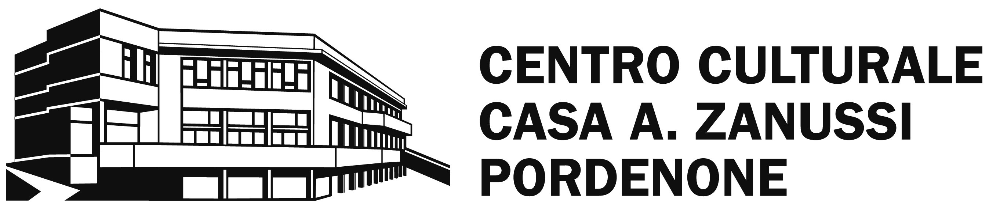 CENTRO CULTURALE
CASA A. ZANUSSI
PORDENONE